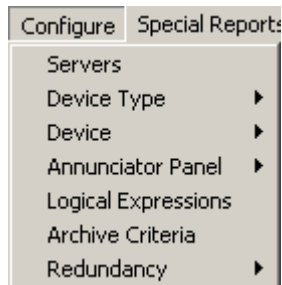 Configure Special Reports
Servers
Device Type
Device
Annunciator Panel
Logical Expressions
Archive Criteria
Redundancy